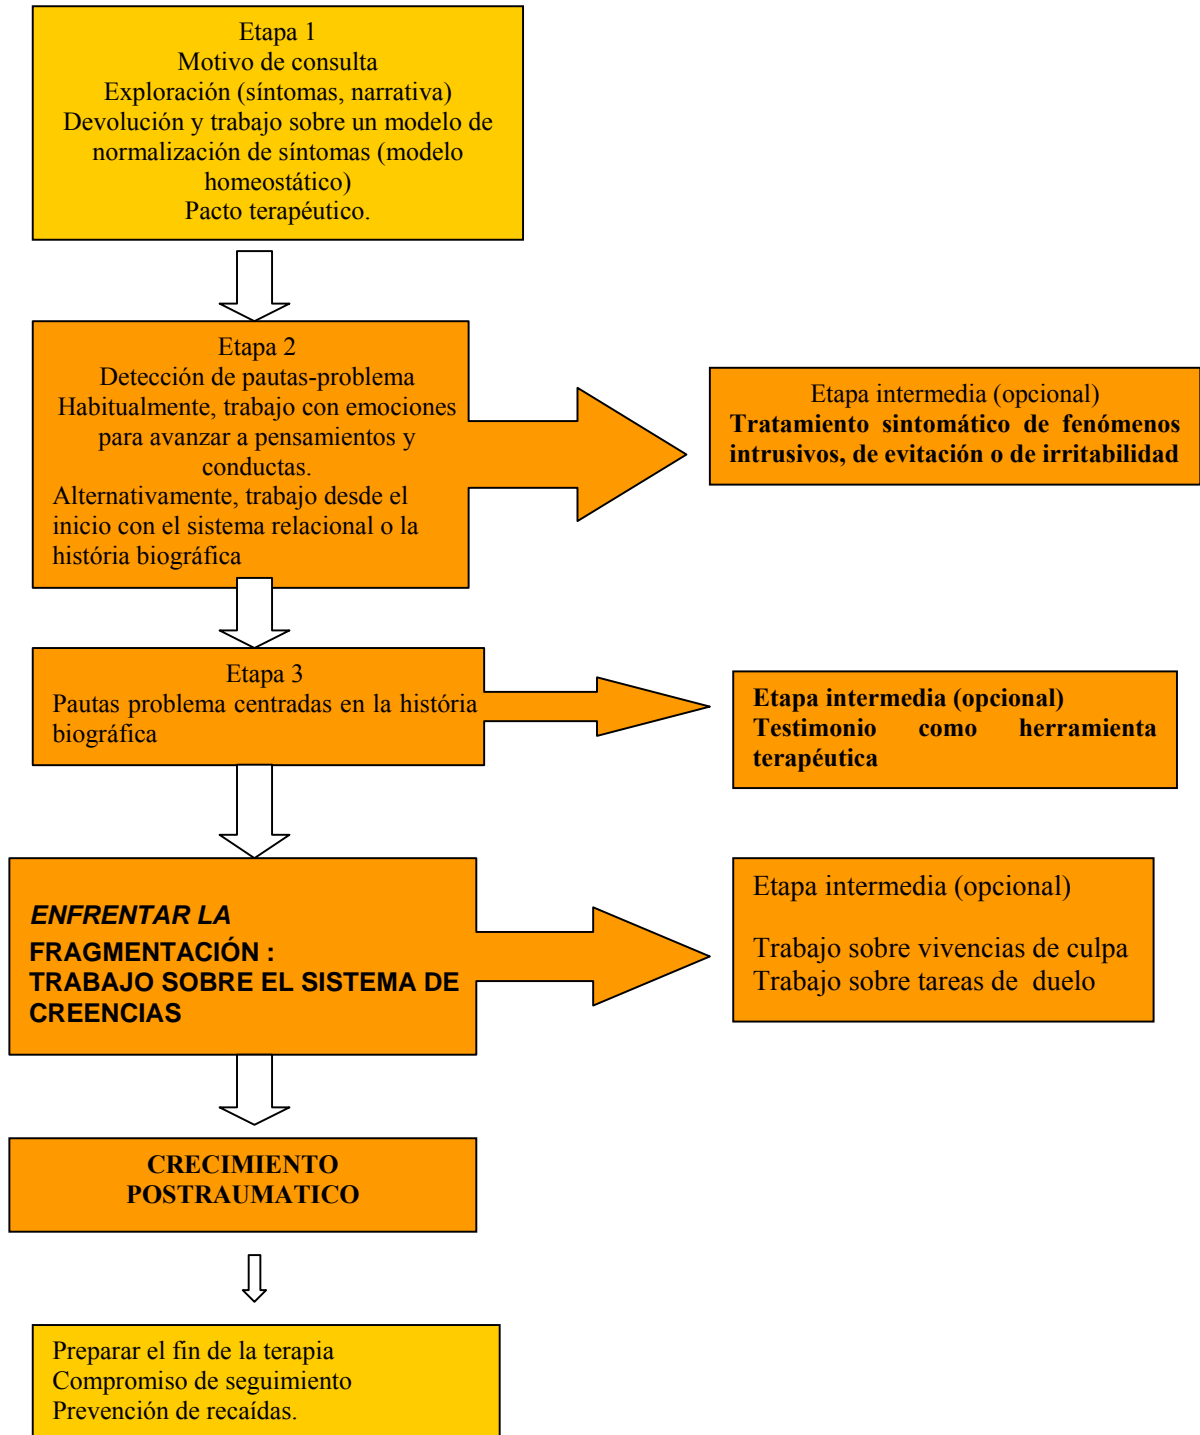 Etapa 1
Motivo de consulta
Exploración (síntomas, narrativa)
Devolución y trabajo sobre un modelo de
normalización de síntomas (modelo
homeostático)
Pacto terapéutico.
Etapa 2
Detección de pautas-problema
Habitualmente, trabajo con emociones
para avanzar a pensamientos y
conductas.
Alternativamente, trabajo desde el
inicio con el sistema relacional o la
história biográfica
Etapa intermedia (opcional)
Tratamiento sintomático de fenómenos
intrusivos, de evitación o de irritabilidad
Etapa 3
Pautas problema centradas en la história
biográfica
Etapa intermedia (opcional)
Testimonio como herramienta
terapéutica
ENFRENTAR LA
FRAGMENTACIÓN :
TRABAJO SOBRE EL SISTEMA DE
CREENCIAS
Etapa intermedia (opcional)
Trabajo sobre vivencias de culpa
Trabajo sobre tareas de duelo
CRECIMIENTO
POSTRAUMATICO
Preparar el fin de la terapia
Compromiso de seguimiento
Prevención de recaídas.